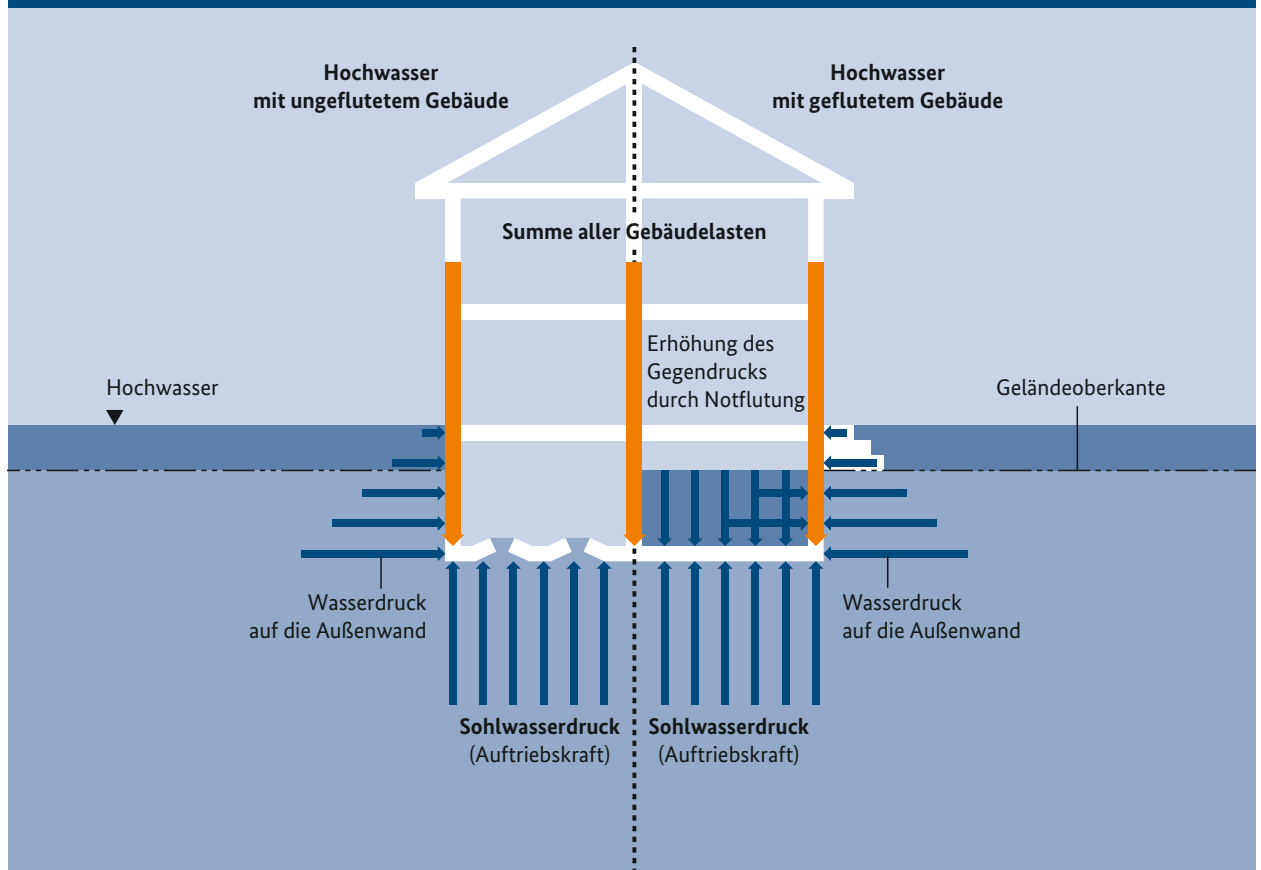 Hochwasser
mit ungeflutetem Gebäude
Hochwasser
mit geflutetem Gebäude
Summe aller Gebäudelasten
Erhöhung des
Gegendrucks
durch Notflutung
Hochwasser
Geländeoberkante
Wasserdruck
auf die Außenwand
Wasserdruck
auf die Außenwand
Sohlwasserdruck
(Auftriebskraft)
Sohlwasserdruck
(Auftriebskraft)